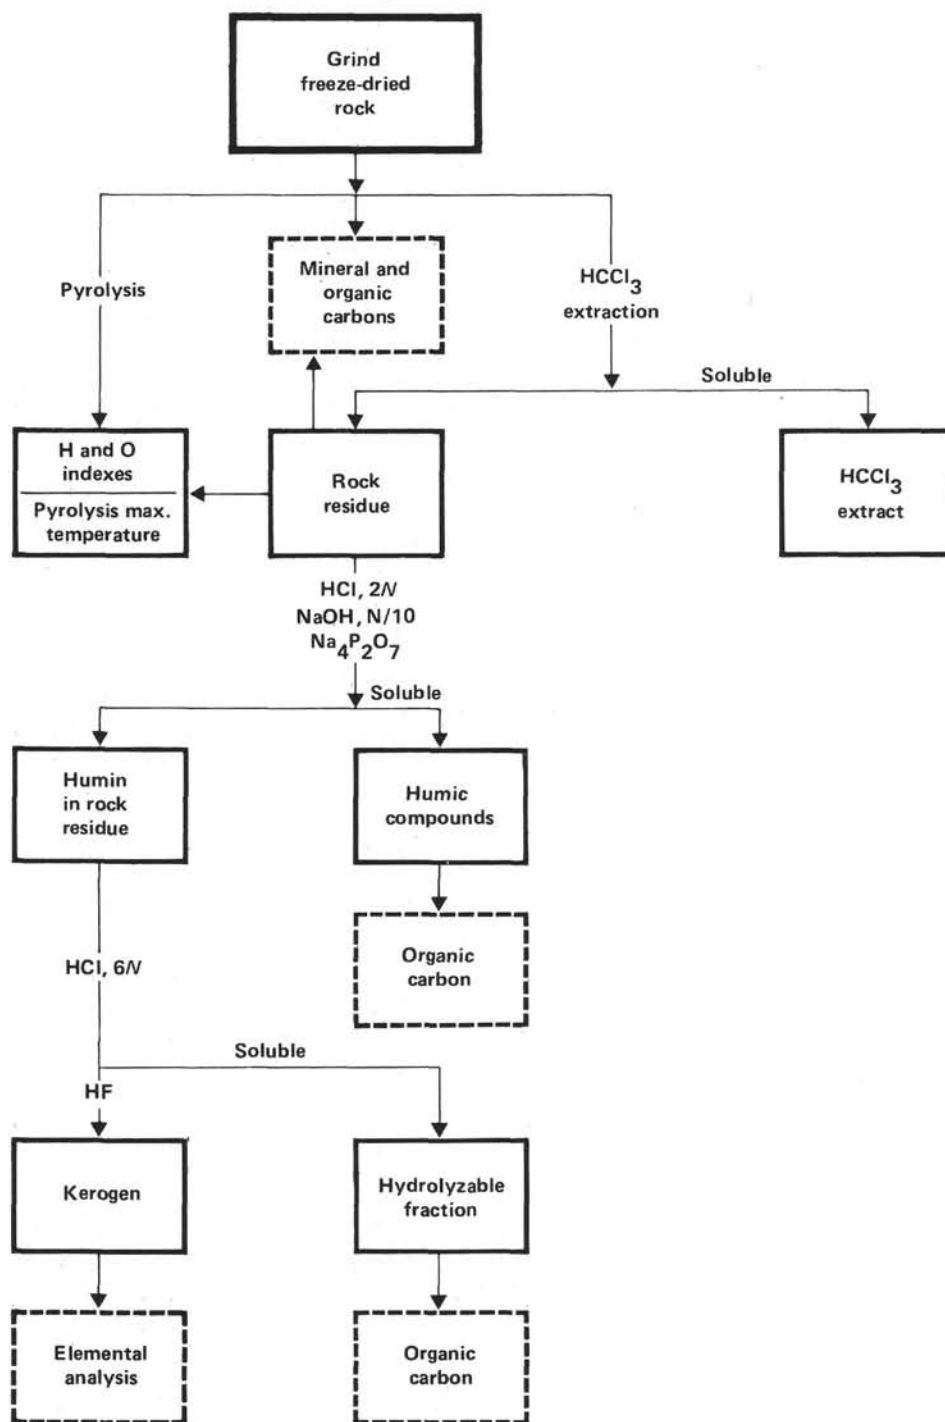 Grind
freeze-dried
rock
Pyrolysis
Mineral and
organic
carbons
HCCl3
extraction
Soluble
H and O
indexes
Pyrolysis max.
temperature
Rock
residue
HCCl3
extract
HCl, 2N
NaOH, N/10
Na4P2O7
Soluble
Humin
in rock
residue
Humic
compounds
Organic
carbon
HCl, 6N
Soluble
HF
Kerogen
Hydrolyzable
fraction
Elemental
analysis
Organic
carbon